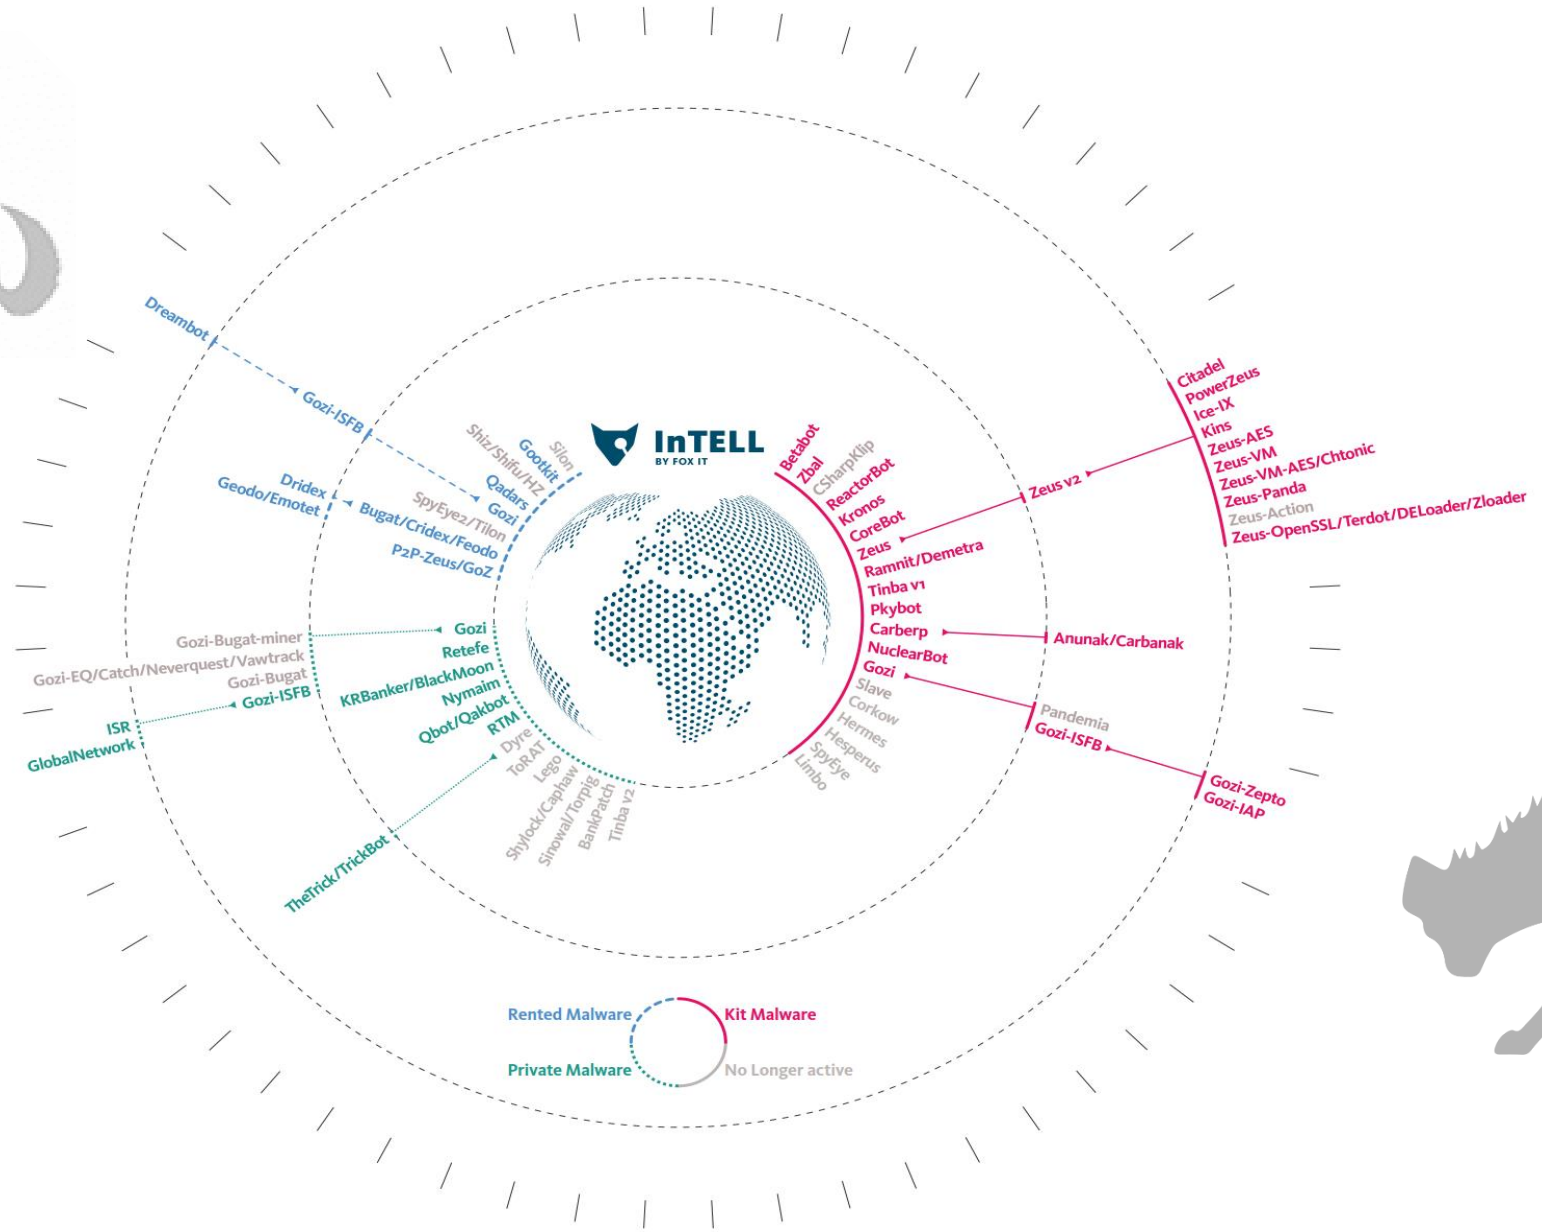 InTELL
BY FOX IT
Dreambot
Gozi-ISFB
Dridex
Geodo/Emotet
Silon
Gootkit
Shiz/Shifu/HZ
Qadars
Gozi
SpyEye2/Tilon
Bugat/Cridex/Feodo
P2P-Zeus/GoZ
Gozi
Retefe
KRBanker/BlackMoon
Nymaim
Qbot/Qakbot
RTM
Dyre
ToRAT
Lego
Shylock/Caphaw
Sinowal/Torpig
BankPatch
Tinba v2
Gozi-Bugat-miner
Gozi-EQ/Catch/Neverquest/Vawtrack
Gozi-Bugat
Gozi-ISFB
ISR
GlobalNetwork
TheTrick/TrickBot
Betabot
Zbal
CSharpKlip
ReactorBot
Kronos
CoreBot
Zeus
Ramnit/Demetra
Tinba v1
Pkybot
Carberp
NuclearBot
Gozi
Slave
Corkow
Hermes
Hesperus
SpyEye
Limbo
Zeus v2
Citadel
PowerZeus
Ice-IX
Kins
Zeus-AES
Zeus-VM
Zeus-VM-AES/Chtonic
Zeus-Panda
Zeus-Action
Zeus-OpenSSL/Terdot/DELoader/Zloader
Anunak/Carbanak
Pandemia
Gozi-ISFB
Gozi-Zepto
Gozi-IAP
Rented Malware
Kit Malware
Private Malware
No Longer active